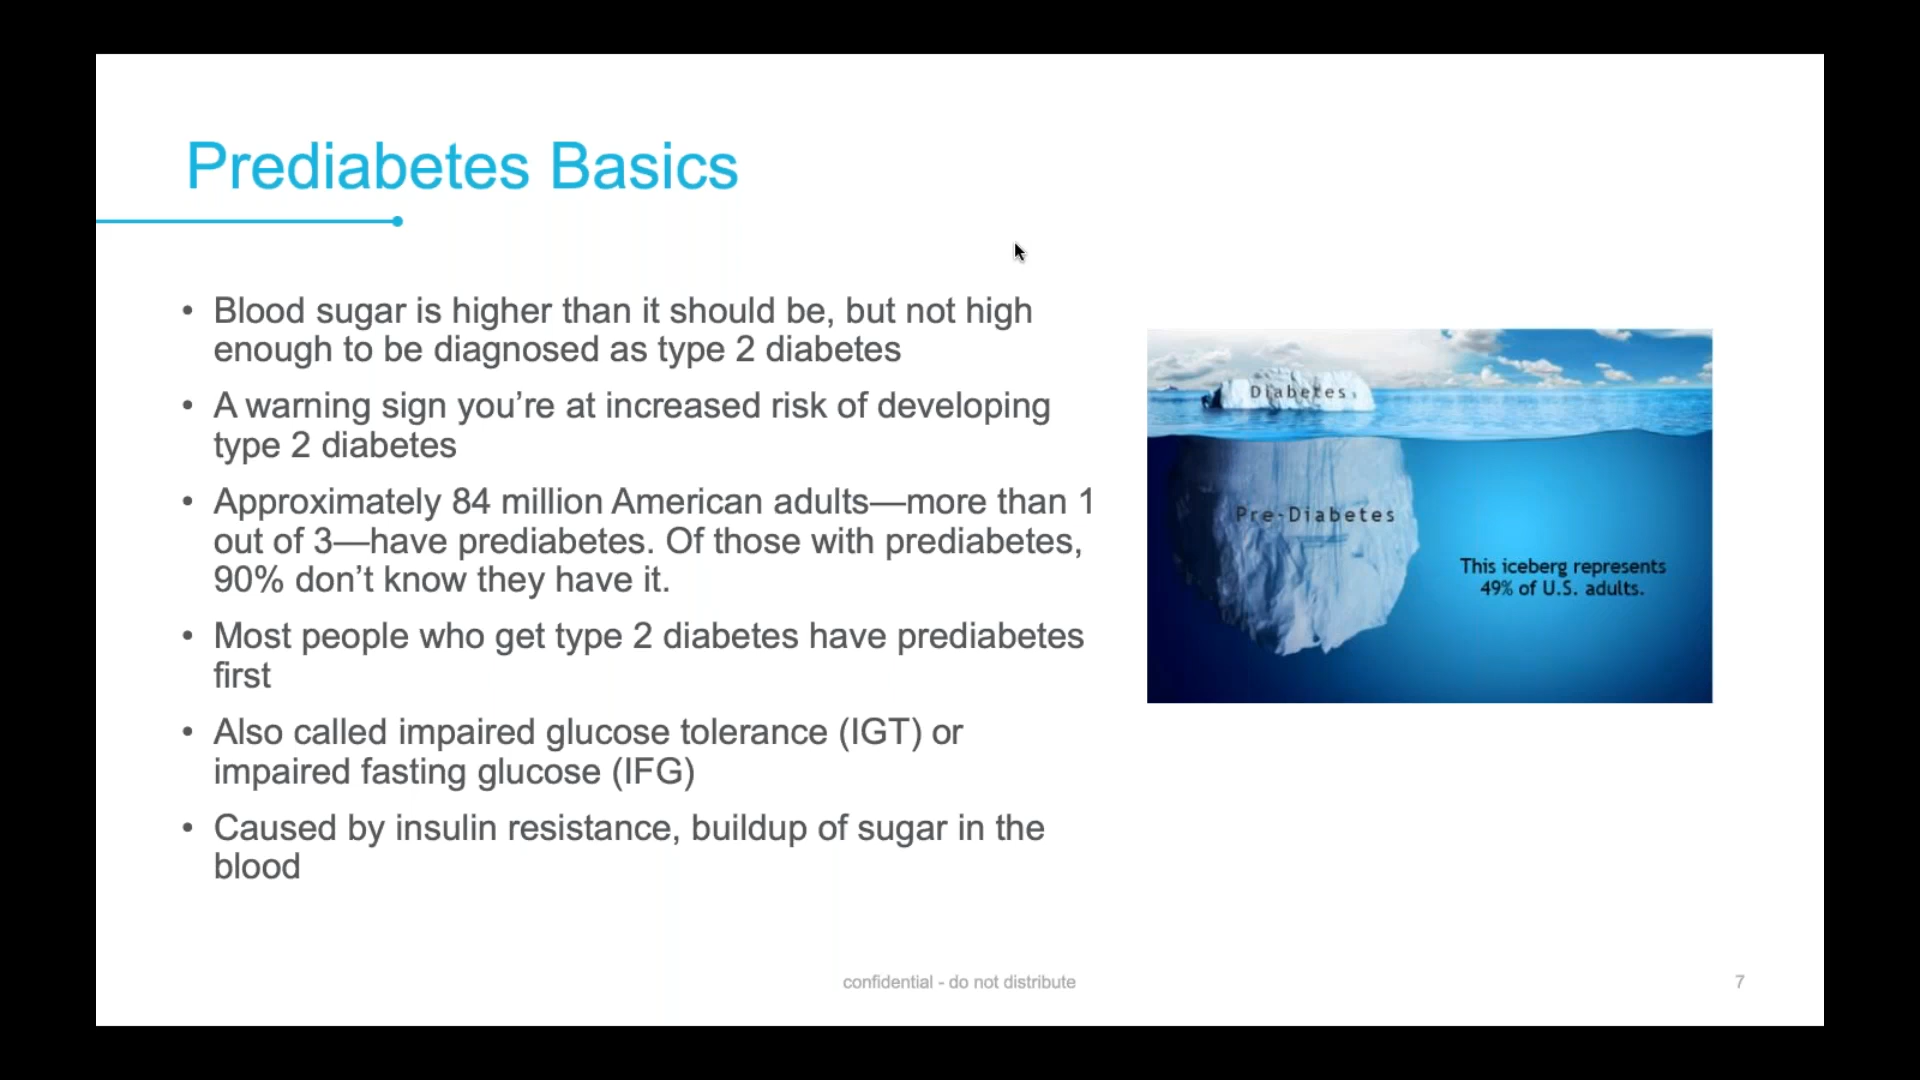 Prediabetes Basics
• Blood sugar is higher than it should be, but not high
enough to be diagnosed as type 2 diabetes
• A warning sign you’re at increased risk of developing
type 2 diabetes
• Approximately 84 million American adults—more than 1
out of 3—have prediabetes. Of those with prediabetes,
90% don’t know they have it.
• Most people who get type 2 diabetes have prediabetes
first
• Also called impaired glucose tolerance (IGT) or
impaired fasting glucose (IFG)
• Caused by insulin resistance, buildup of sugar in the
blood
Diabetes
Pre-Diabetes
This iceberg represents
49% of U.S. adults.
confidential - do not distribute
7